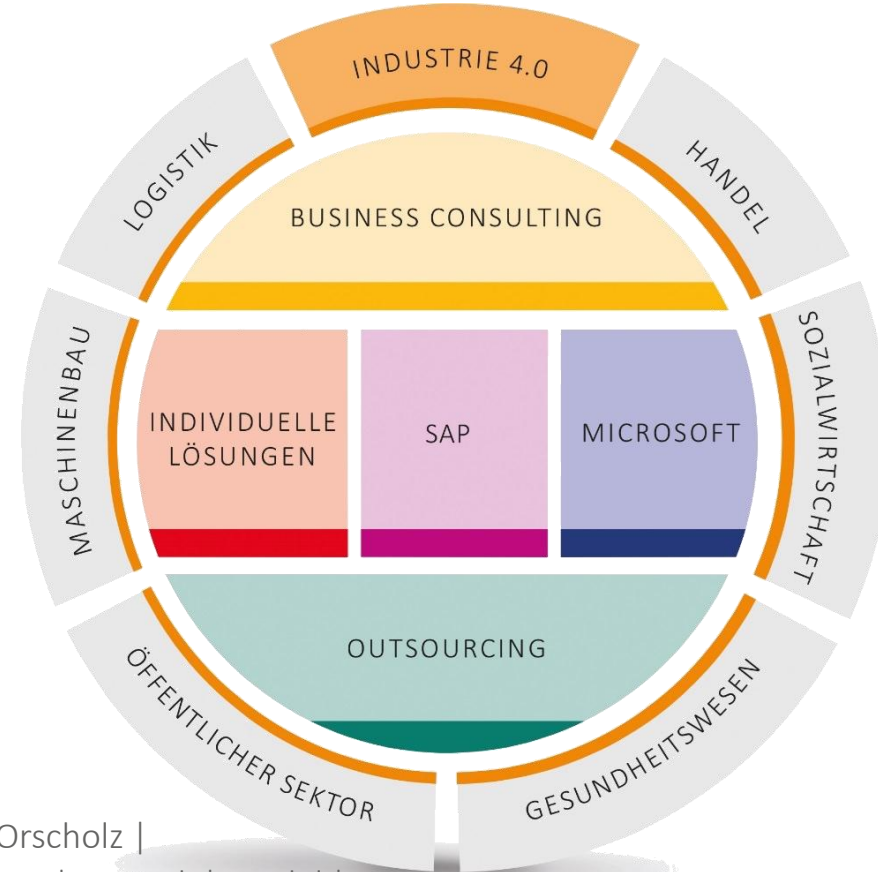 INDUSTRIE 4.0
LOGISTIK
HANDEL
BUSINESS CONSULTING
MASCHINENBAU
SOZIALWIRTSCHAFT
INDIVIDUELLE
LÖSUNGEN
SAP
MICROSOFT
OUTSOURCING
ÖFFENTLICHER SEKTOR
GESUNDHEITSWESEN
Orscholz |